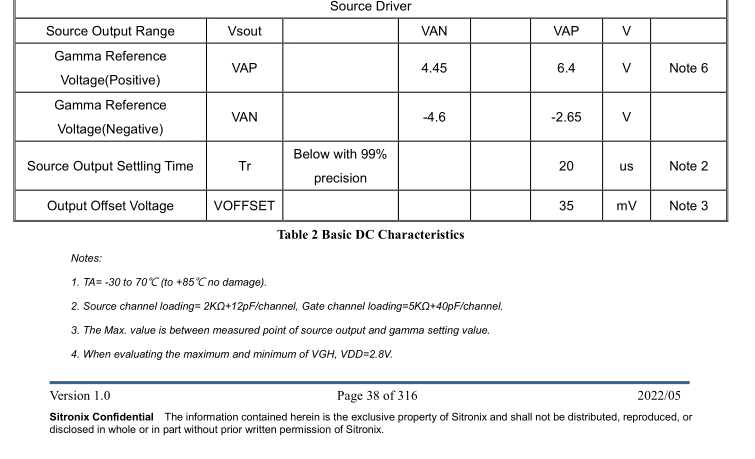 Source Driver
Source Output Range Vsout VAN VAP V
Gamma Reference
Voltage(Positive) VAP 4.45 6.4 V Note 6
Gamma Reference
Voltage(Negative) VAN -4.6 -2.65 V
Source Output Settling Time Tr Below with 99%
precision 20 us Note 2
Output Offset Voltage VOFFSET 35 mV Note 3
Table 2 Basic DC Characteristics
Notes:
1. TA= -30 to 70℃ (to +85℃ no damage).
2. Source channel loading= 2KΩ+12pF/channel, Gate channel loading=5KΩ+40pF/channel.
3. The Max. value is between measured point of source output and gamma setting value.
4. When evaluating the maximum and minimum of VGH, VDD=2.8V.
Version 1.0 Page 38 of 316 2022/05
Sitronix Confidential The information contained herein is the exclusive property of Sitronix and shall not be distributed, reproduced, or
disclosed in whole or in part without prior written permission of Sitronix.